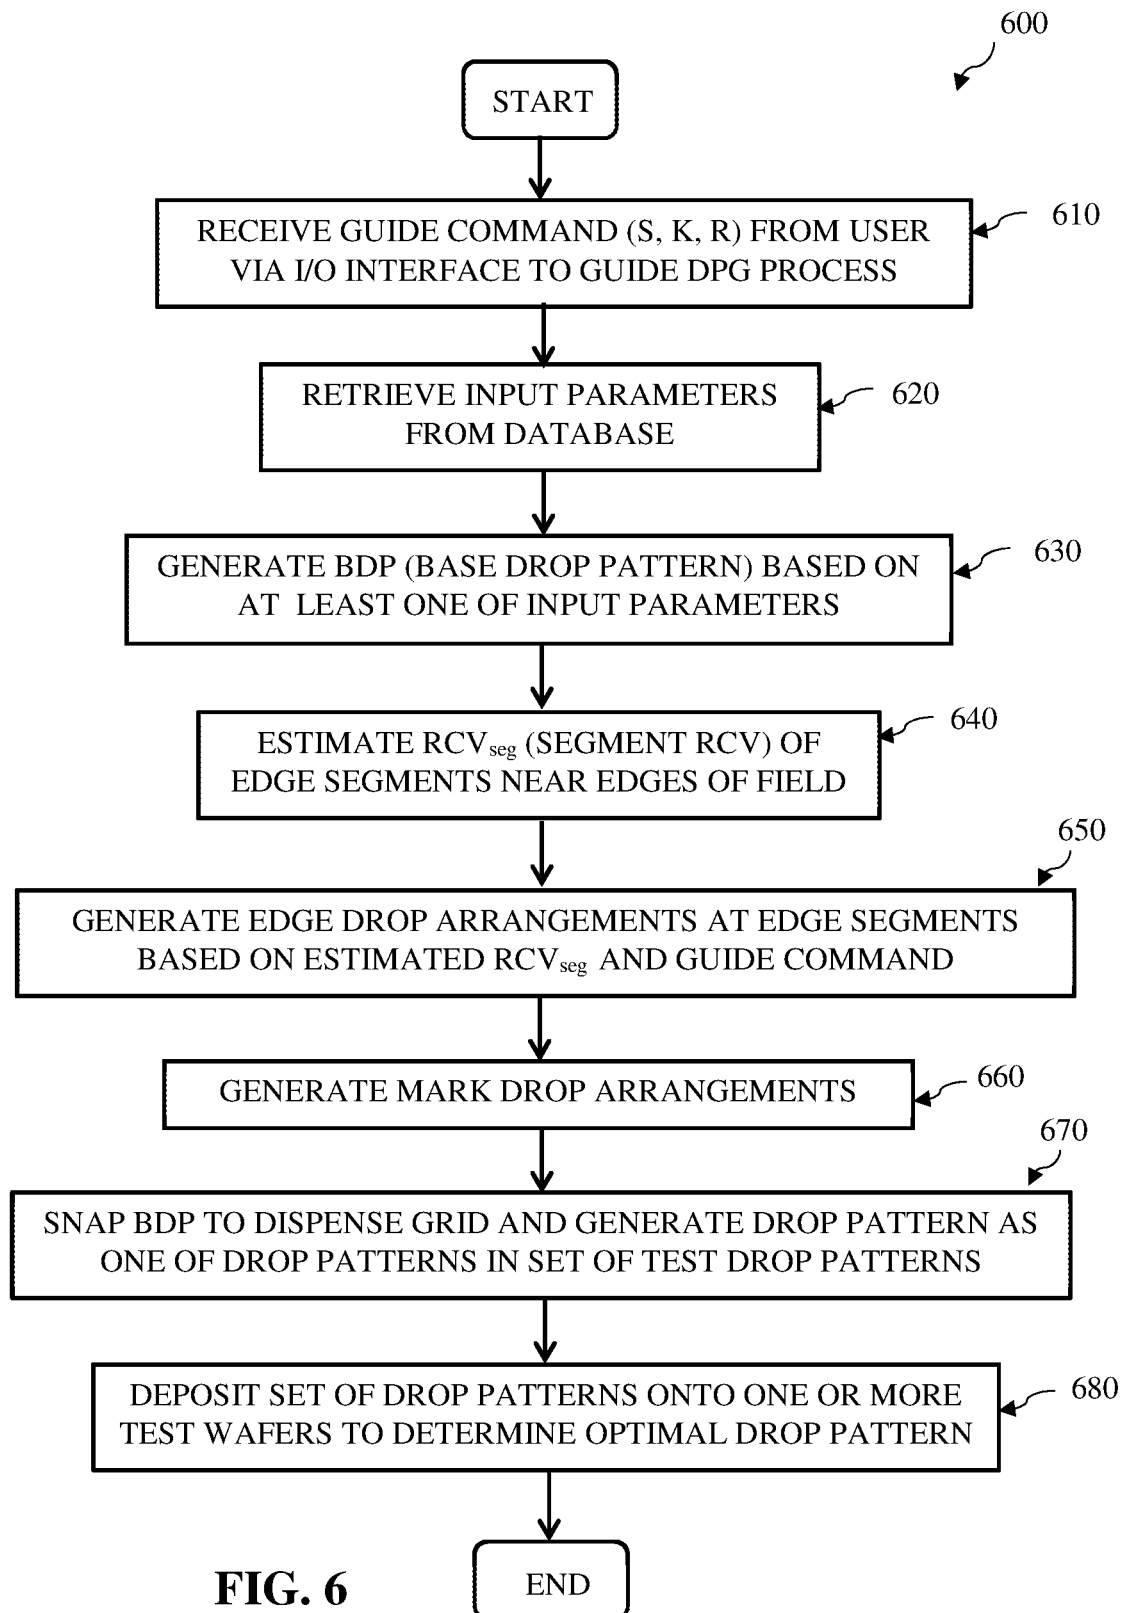 600
START
RECEIVE GUIDE COMMAND (S, K, R) FROM USER
VIA I/O INTERFACE TO GUIDE DPG PROCESS
610
RETRIEVE INPUT PARAMETERS
FROM DATABASE
620
GENERATE BDP (BASE DROP PATTERN) BASED ON
AT LEAST ONE OF INPUT PARAMETERS
630
ESTIMATE RCVseg (SEGMENT RCV) OF
EDGE SEGMENTS NEAR EDGES OF FIELD
640
650
GENERATE EDGE DROP ARRANGEMENTS AT EDGE SEGMENTS
BASED ON ESTIMATED RCVseg AND GUIDE COMMAND
GENERATE MARK DROP ARRANGEMENTS
660
670
SNAP BDP TO DISPENSE GRID AND GENERATE DROP PATTERN AS
ONE OF DROP PATTERNS IN SET OF TEST DROP PATTERNS
DEPOSIT SET OF DROP PATTERNS ONTO ONE OR MORE
TEST WAFERS TO DETERMINE OPTIMAL DROP PATTERN
680
END
FIG. 6